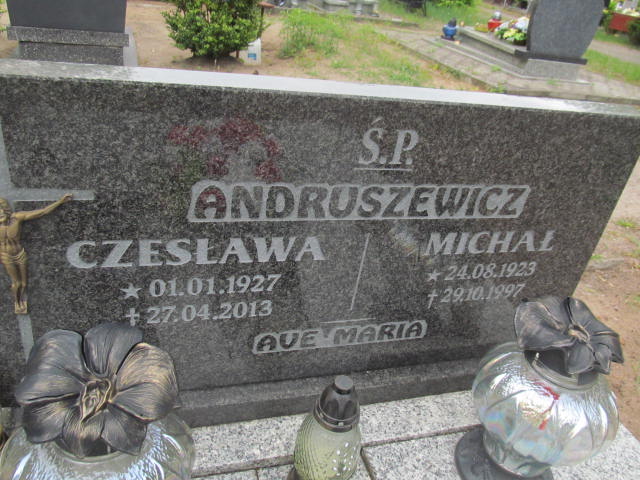 Ś.P.
ANDRUSZEWICZ
CZESŁAWA
★ 01.01.1927
✝ 27.04.2013
MICHAŁ
★ 24.08.1923
✝ 29.10.1997
AVE MARIA